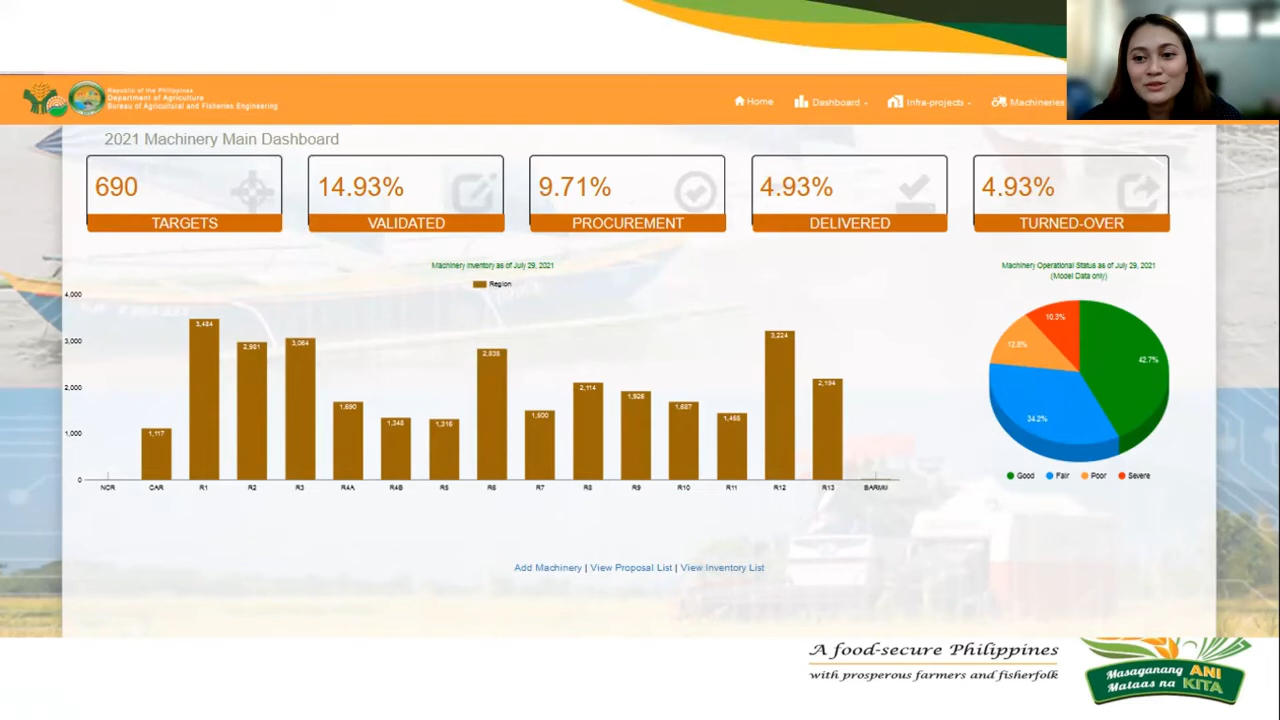 Republic of the Philippines
Department of Agriculture
Bureau of Agricultural and Fisheries Engineering
Home
Dashboard
Infra-projects
Machineries
2021 Machinery Main Dashboard
690
TARGETS
14.93%
VALIDATED
9.71%
PROCUREMENT
4.93%
DELIVERED
4.93%
TURNED-OVER
Machinery Inventory as of July 29, 2021
Region
4,000
3,000
2,000
1,000
0
1,117
3,484
2,981
3,064
1,690
1,348
1,316
2,835
1,500
2,114
1,926
1,687
1,455
3,224
2,194
NCR CAR R1 R2 R3 R4A R4B R5 R6 R7 R8 R9 R10 R11 R12 R13 BARMM
Machinery Operational Status as of July 29, 2021
(Model Data only)
10.3%
12.8%
42.7%
34.2%
Good Fair Poor Severe
Add Machinery | View Proposal List | View Inventory List
A food-secure Philippines
with prosperous farmers and fisherfolk
Masaganang ANI
Mataas na KITA